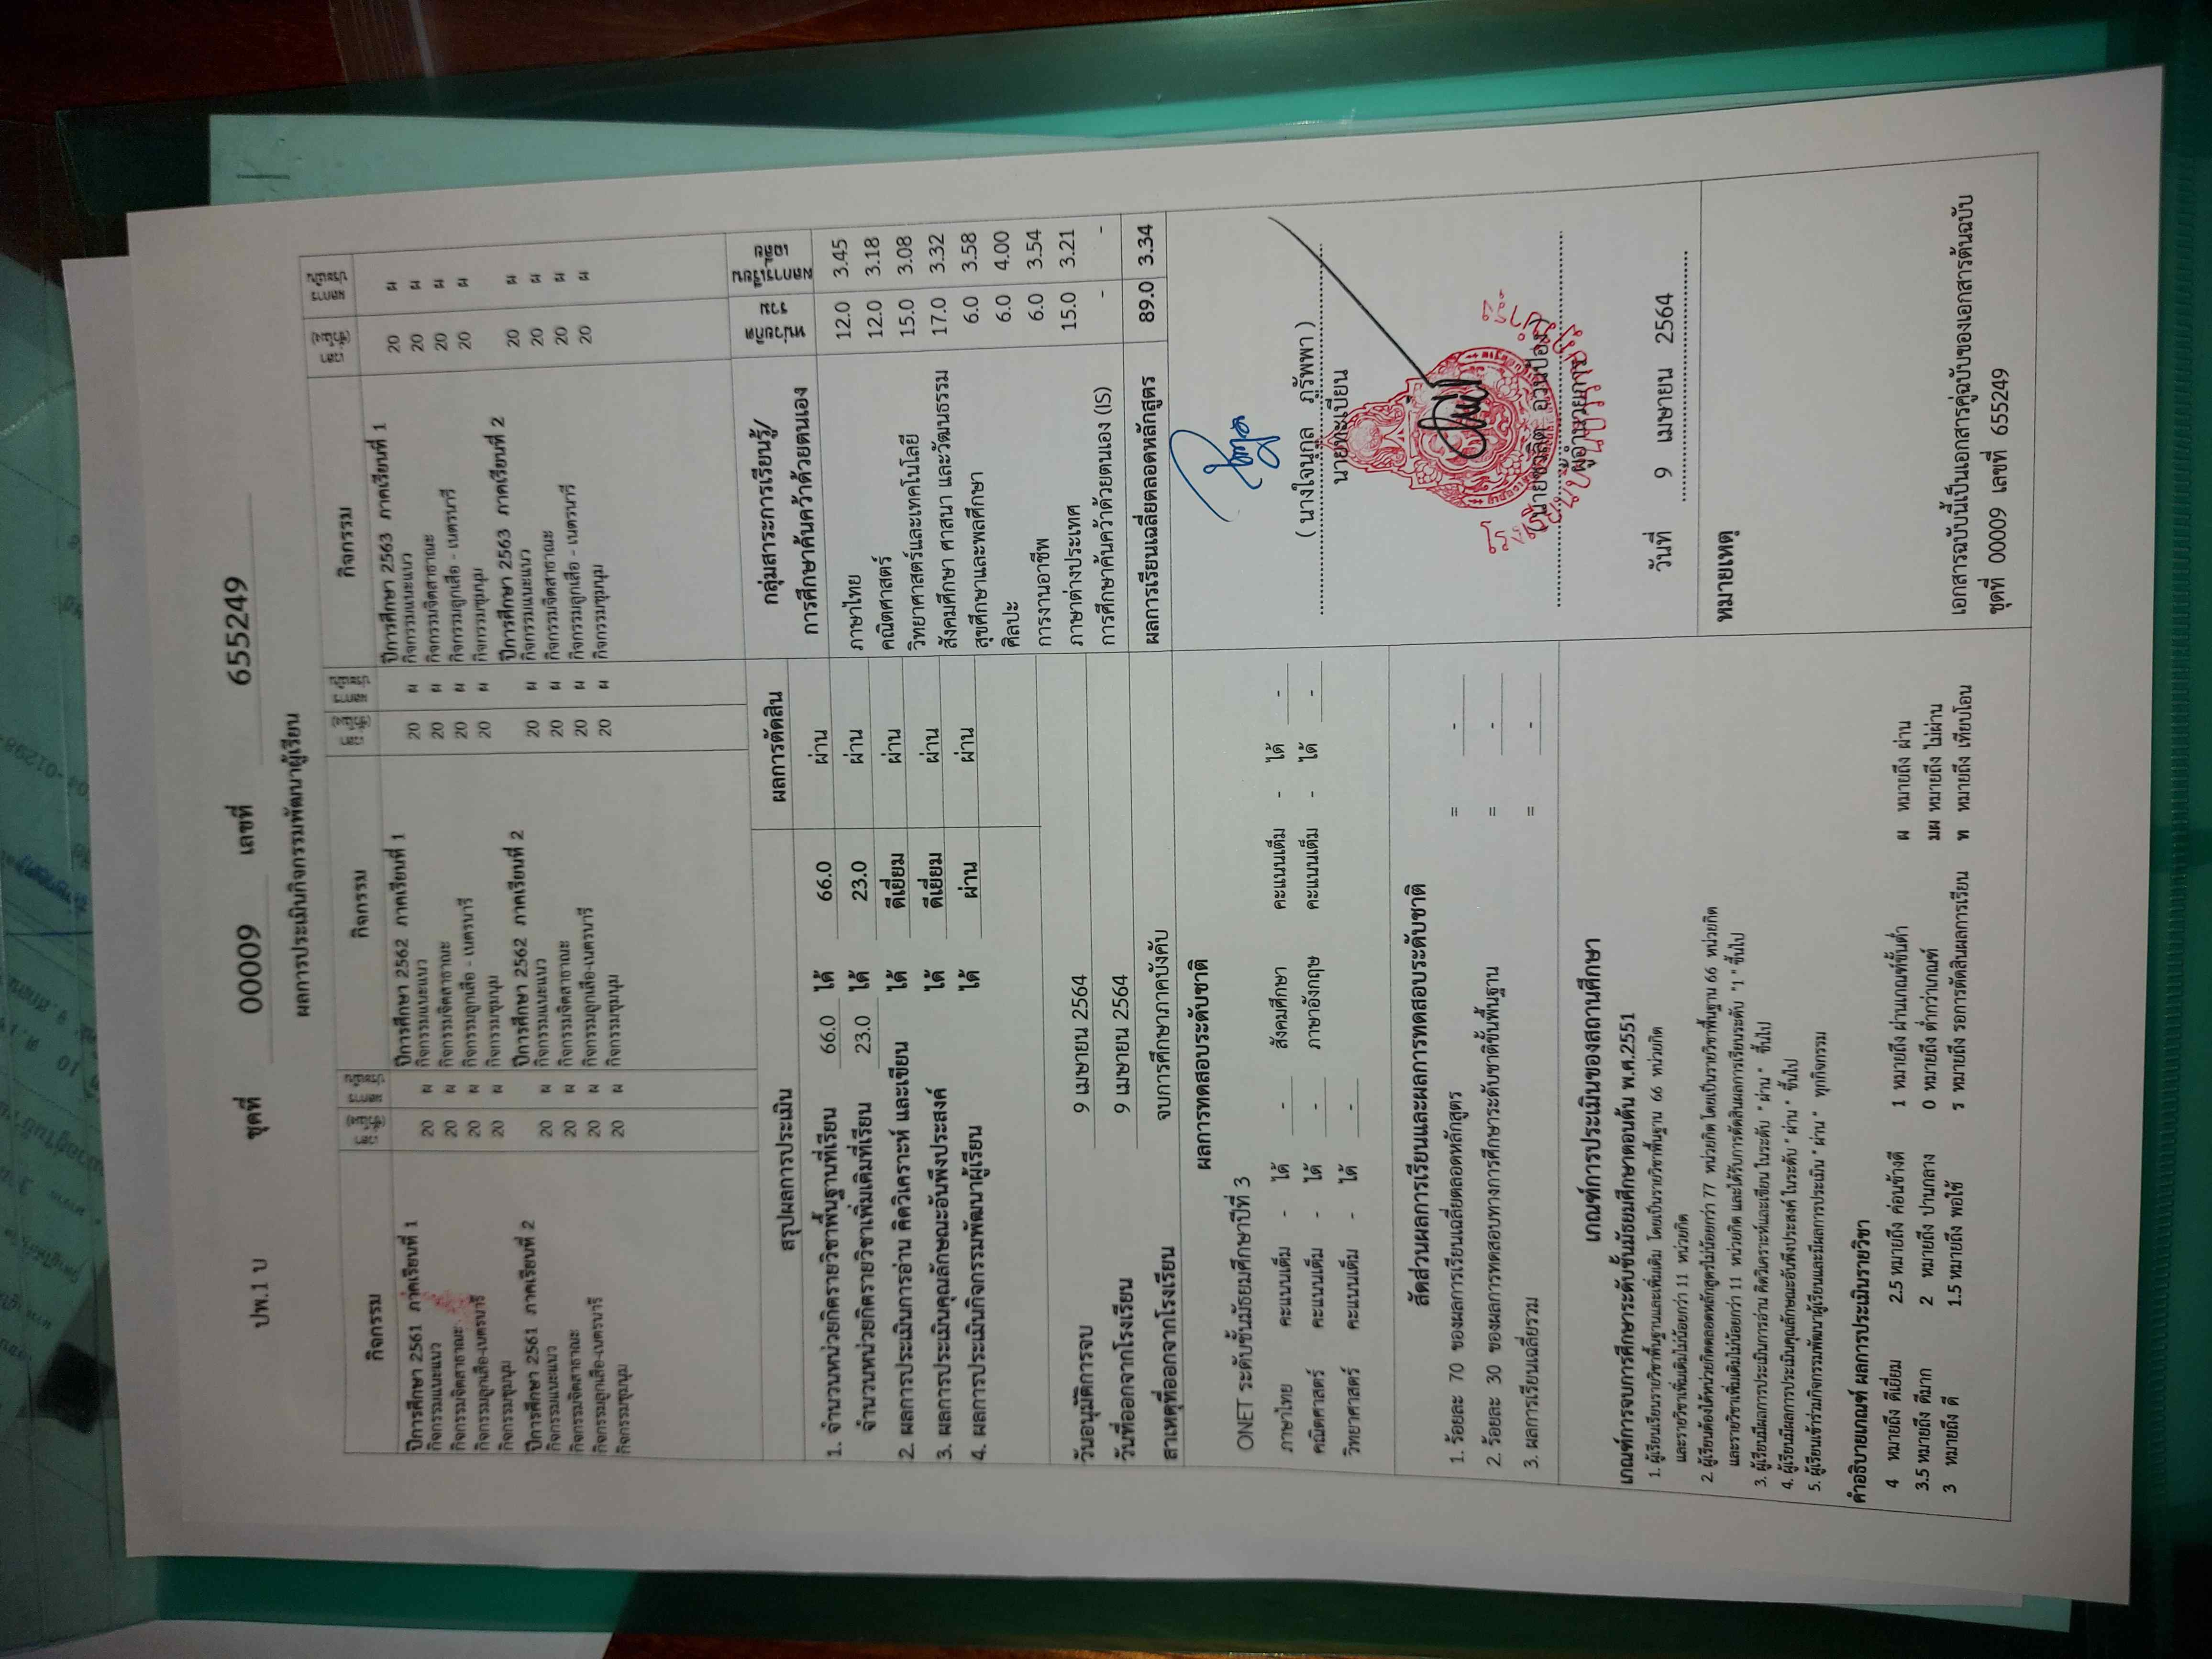 ปพ.1 บ ชุดที่ 00009 เลขที่ 655249
ผลการประเมินกิจกรรมพัฒนาผู้เรียน
กิจกรรม เวลา (ชั่วโมง) ผลการประเมิน กิจกรรม เวลา (ชั่วโมง) ผลการประเมิน กิจกรรม เวลา (ชั่วโมง) ผลการประเมิน
ปีการศึกษา 2561 ภาคเรียนที่ 1
กิจกรรมแนะแนว 20 ผ
กิจกรรมจิตสาธาณะ 20 ผ
กิจกรรมลูกเสือ-เนตรนารี 20 ผ
กิจกรรมชุมนุม 20 ผ
ปีการศึกษา 2561 ภาคเรียนที่ 2
กิจกรรมแนะแนว 20 ผ
กิจกรรมจิตสาธาณะ 20 ผ
กิจกรรมลูกเสือ-เนตรนารี 20 ผ
กิจกรรมชุมนุม 20 ผ
ปีการศึกษา 2562 ภาคเรียนที่ 1
กิจกรรมแนะแนว 20 ผ
กิจกรรมจิตสาธาณะ 20 ผ
กิจกรรมลูกเสือ - เนตรนารี 20 ผ
กิจกรรมชุมนุม 20 ผ
ปีการศึกษา 2562 ภาคเรียนที่ 2
กิจกรรมแนะแนว 20 ผ
กิจกรรมจิตสาธาณะ 20 ผ
กิจกรรมลูกเสือ-เนตรนารี 20 ผ
กิจกรรมชุมนุม 20 ผ
ปีการศึกษา 2563 ภาคเรียนที่ 1
กิจกรรมแนะแนว 20 ผ
กิจกรรมจิตสาธาณะ 20 ผ
กิจกรรมลูกเสือ - เนตรนารี 20 ผ
กิจกรรมชุมนุม 20 ผ
ปีการศึกษา 2563 ภาคเรียนที่ 2
กิจกรรมแนะแนว 20 ผ
กิจกรรมจิตสาธาณะ 20 ผ
กิจกรรมลูกเสือ - เนตรนารี 20 ผ
กิจกรรมชุมนุม 20 ผ
สรุปผลการประเมิน ผลการตัดสิน
1. จำนวนหน่วยกิตรายวิชาพื้นฐานที่เรียน 66.0 ได้ 66.0 ผ่าน
จำนวนหน่วยกิตรายวิชาเพิ่มเติมที่เรียน 23.0 ได้ 23.0 ผ่าน
2. ผลการประเมินการอ่าน คิดวิเคราะห์ และเขียน ได้ ดีเยี่ยม ผ่าน
3. ผลการประเมินคุณลักษณะอันพึงประสงค์ ได้ ดีเยี่ยม ผ่าน
4. ผลการประเมินกิจกรรมพัฒนาผู้เรียน ได้ ผ่าน ผ่าน
วันอนุมัติการจบ 9 เมษายน 2564
วันที่ออกจากโรงเรียน 9 เมษายน 2564
สาเหตุที่ออกจากโรงเรียน จบการศึกษาภาคบังคับ
กลุ่มสาระการเรียนรู้/
การศึกษาค้นคว้าด้วยตนเอง หน่วยกิต รวม ผลการเรียน เฉลี่ย
ภาษาไทย 12.0 3.45
คณิตศาสตร์ 12.0 3.18
วิทยาศาสตร์และเทคโนโลยี 15.0 3.08
สังคมศึกษา ศาสนา และวัฒนธรรม 17.0 3.32
สุขศึกษาและพลศึกษา 6.0 3.58
ศิลปะ 6.0 4.00
การงานอาชีพ 6.0 3.54
ภาษาต่างประเทศ 15.0 3.21
การศึกษาค้นคว้าด้วยตนเอง (IS) - -
ผลการเรียนเฉลี่ยตลอดหลักสูตร 89.0 3.34
ผลการทดสอบระดับชาติ
ONET ระดับชั้นมัธยมศึกษาปีที่ 3
ภาษาไทย คะแนนเต็ม - ได้ - สังคมศึกษา คะแนนเต็ม - ได้ -
คณิตศาสตร์ คะแนนเต็ม - ได้ - ภาษาอังกฤษ คะแนนเต็ม - ได้ -
วิทยาศาสตร์ คะแนนเต็ม - ได้ -
สัดส่วนผลการเรียนและผลการทดสอบระดับชาติ
1. ร้อยละ 70 ของผลการเรียนเฉลี่ยตลอดหลักสูตร = -
2. ร้อยละ 30 ของผลการทดสอบทางการศึกษาระดับชาติขั้นพื้นฐาน = -
3. ผลการเรียนเฉลี่ยรวม = -
เกณฑ์การประเมินของสถานศึกษา
เกณฑ์การจบการศึกษาระดับชั้นมัธยมศึกษาตอนต้น พ.ศ.2551
1. ผู้เรียนเรียนรายวิชาพื้นฐานและเพิ่มเติม โดยเป็นรายวิชาพื้นฐาน 66 หน่วยกิต
และรายวิชาเพิ่มเติมไม่น้อยกว่า 11 หน่วยกิต
2. ผู้เรียนต้องได้หน่วยกิตตลอดหลักสูตรไม่น้อยกว่า 77 หน่วยกิต โดยเป็นรายวิชาพื้นฐาน 66 หน่วยกิต
และรายวิชาเพิ่มเติมไม่น้อยกว่า 11 หน่วยกิต และได้รับการตัดสินผลการเรียนระดับ "1 " ขึ้นไป
3. ผู้เรียนมีผลการประเมินการอ่าน คิดวิเคราะห์และเขียน ในระดับ " ผ่าน " ขึ้นไป
4. ผู้เรียนมีผลการประเมินคุณลักษณะอันพึงประสงค์ ในระดับ " ผ่าน " ขึ้นไป
5. ผู้เรียนเข้าร่วมกิจกรรมพัฒนาผู้เรียนและมีผลการประเมิน " ผ่าน " ทุกกิจกรรม
คำอธิบายเกณฑ์ ผลการประเมินรายวิชา
4 หมายถึง ดีเยี่ยม 2.5 หมายถึง ค่อนข้างดี 1 หมายถึง ผ่านเกณฑ์ขั้นต่ำ ผ หมายถึง ผ่าน
3.5 หมายถึง ดีมาก 2 หมายถึง ปานกลาง 0 หมายถึง ต่ำกว่าเกณฑ์ มผ หมายถึง ไม่ผ่าน
3 หมายถึง ดี 1.5 หมายถึง พอใช้ ร หมายถึง รอการตัดสินผลการเรียน ท หมายถึง เทียบโอน
( นางใจนุกูล ภูรัพพา )
นายทะเบียน
ผู้อำนวยการ
วันที่ 9 เมษายน 2564
หมายเหตุ
เอกสารฉบับนี้เป็นเอกสารคู่ฉบับของเอกสารต้นฉบับ
ชุดที่ 00009 เลขที่ 655249